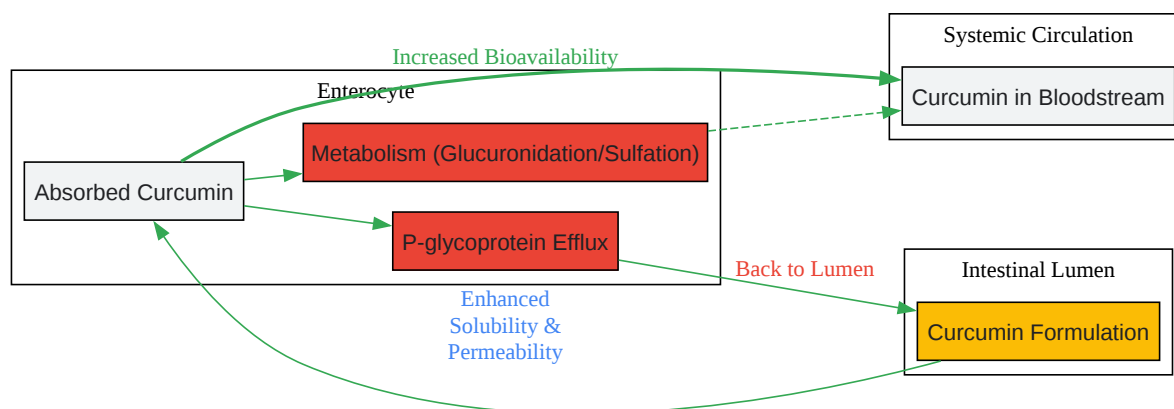 Systemic Circulation
Increased Bioavailability
Enterocyte
Curcumin in Bloodstream
Metabolism (Glucuronidation/Sulfation)
Absorbed Curcumin
P-glycoprotein Efflux
Back to Lumen
Intestinal Lumen
Enhanced
Solubility &
Permeability
Curcumin Formulation